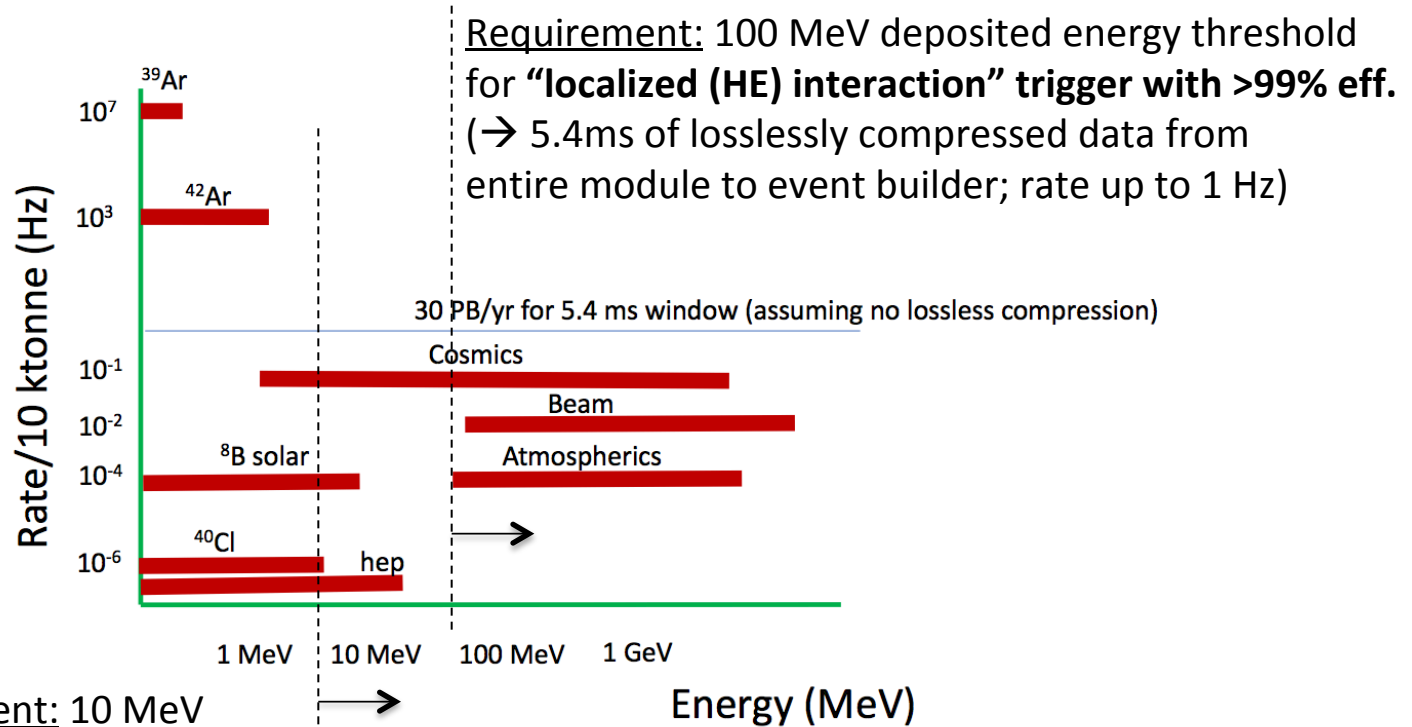 Requirement: 100 MeV deposited energy threshold
for “localized (HE) interaction” trigger with >99% eff.
(→ 5.4ms of losslessly compressed data from
entire module to event builder; rate up to 1 Hz)
³⁹Ar
10⁷
⁴²Ar
10³
30 PB/yr for 5.4 ms window (assuming no lossless compression)
Cosmics
10⁻¹
Beam
10⁻²
⁸B solar
Atmospherics
10⁻⁴
⁴⁰Cl
10⁻⁶
hep
Rate/10 ktonne (Hz)
1 MeV 10 MeV 100 MeV 1 GeV
Energy (MeV)
ent: 10 MeV